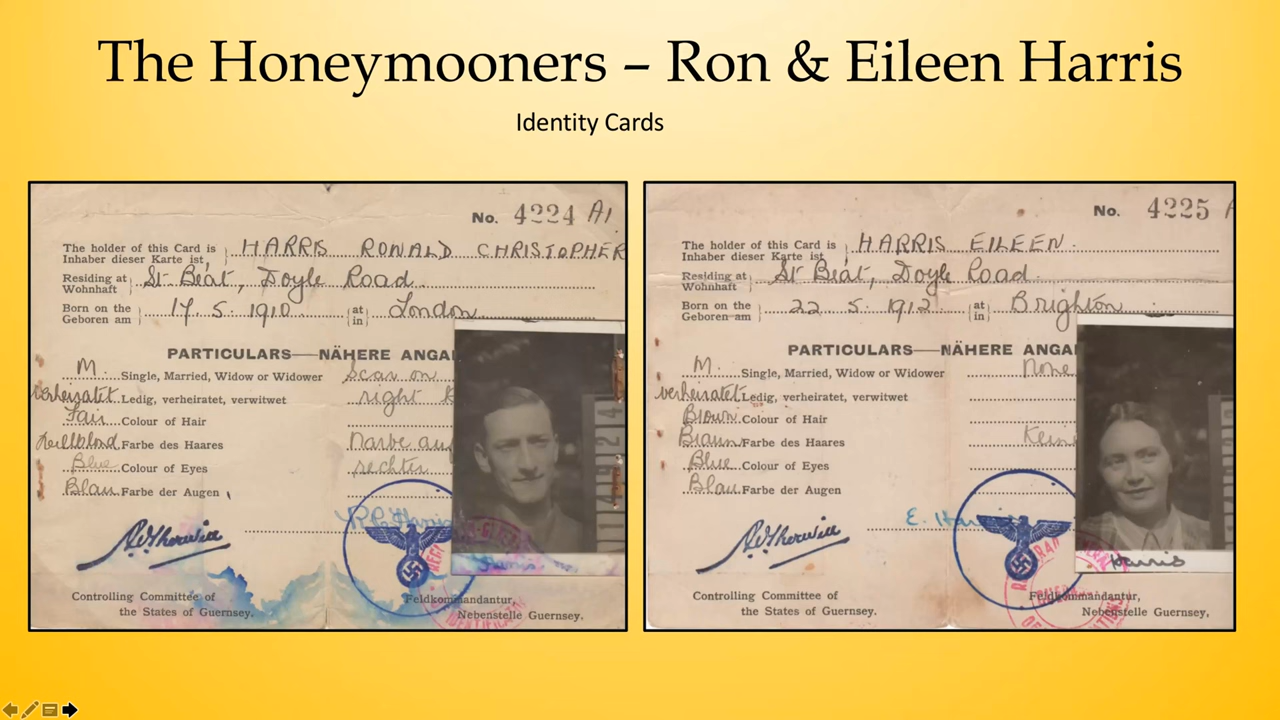 The Honeymooners – Ron & Eileen Harris
Identity Cards
No. 4224 A1
The holder of this Card is
Inhaber dieser Karte ist
HARRIS RONALD CHRISTOPHER
Residing at
Wohnhaft
St Béat, Doyle Road
Born on the
Geboren am
17. 5. 1910
at
in
London
PARTICULARS—NÄHERE ANGA
M. Single, Married, Widow or Widower
Scar on
verheiratet Ledig, verheiratet, verwitwet
right
Fair Colour of Hair
hellblond Farbe des Haares
Narbe
Blue Colour of Eyes
rechter
Blau Farbe der Augen
Controlling Committee of
the States of Guernsey.
Feldkommandantur,
Nebenstelle Guernsey,
No. 4225
The holder of this Card is
Inhaber dieser Karte ist
HARRIS EILEEN.
Residing at
Wohnhaft
St Béat, Doyle Road.
Born on the
Geboren am
22. 5. 1912
at
in
Brighton
PARTICULARS—NÄHERE ANGA
M. Single, Married, Widow or Widower
None
verheiratet Ledig, verheiratet, verwitwet
Brown Colour of Hair
Braun Farbe des Haares
Keine
Blue Colour of Eyes
Blau Farbe der Augen
E.
Harris
Controlling Committee of
the States of Guernsey.
Feldkommandantur,
Nebenstelle Guernsey,